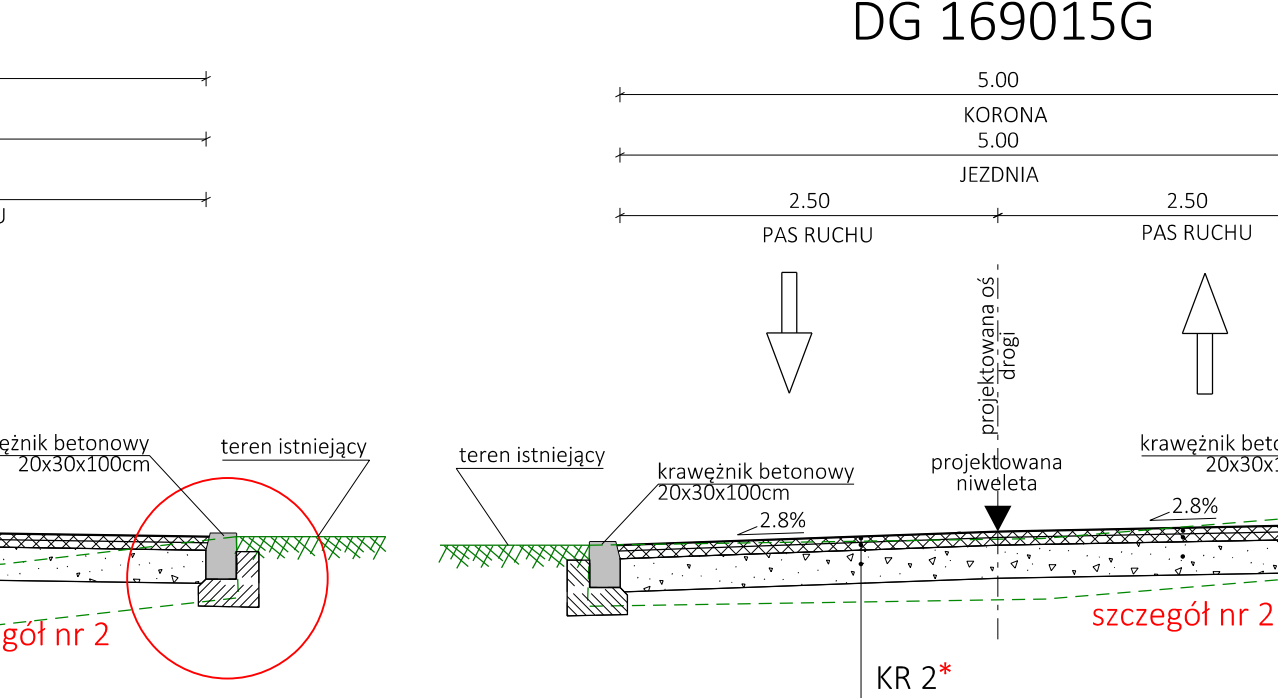 DG 169015G
5.00
KORONA
5.00
JEZDNIA
2.50
2.50
PAS RUCHU
PAS RUCHU
U
projektowana oś
drogi
ężnik betonowy
20x30x100cm
teren istniejący
teren istniejący
krawężnik betonowy
20x30x100cm
projektowana
niweleta
krawężnik beto
20x30x1
2.8%
2.8%
gół nr 2
szczegół nr 2
KR 2*